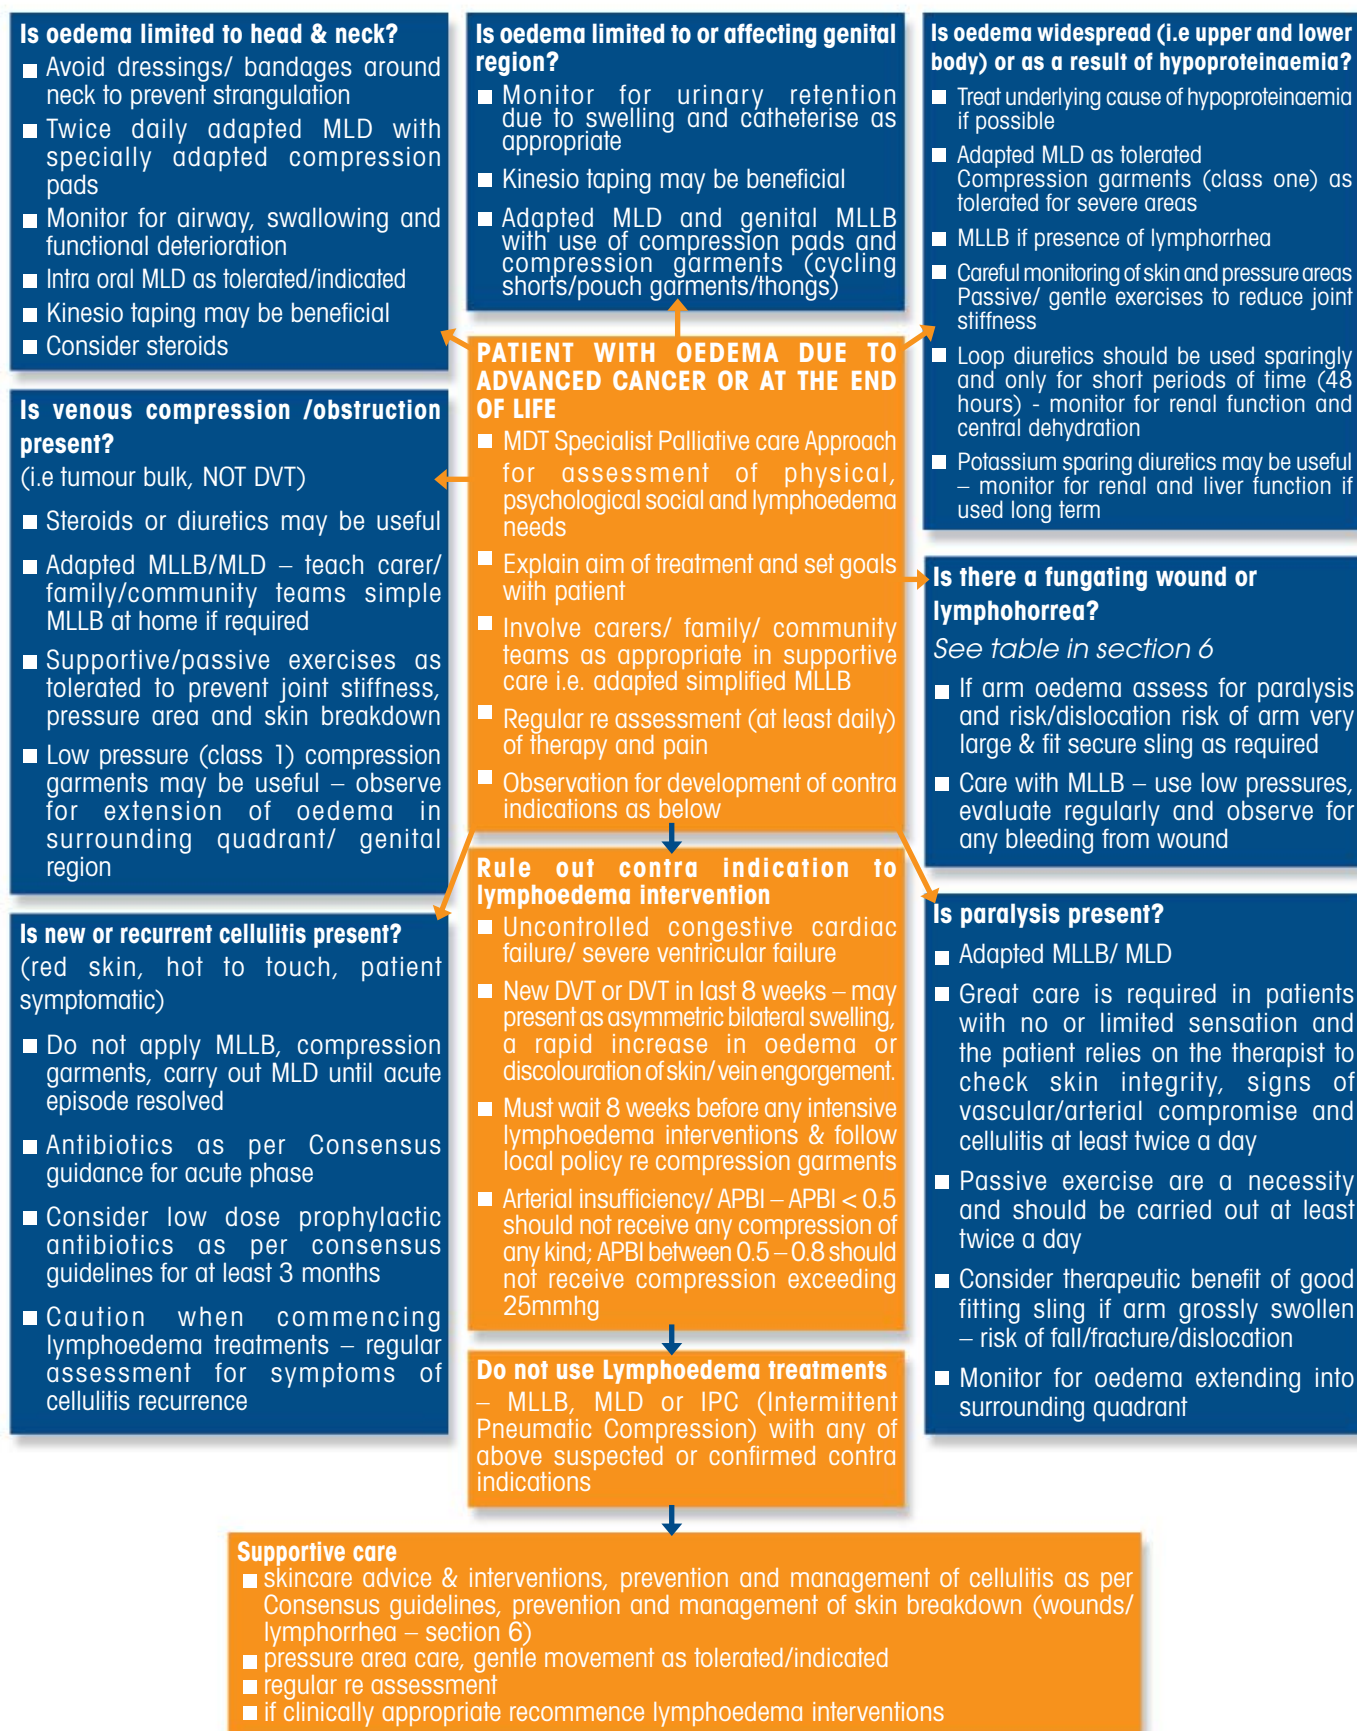 Is oedema limited to head & neck?
Avoid dressings/ bandages around
neck to prevent strangulation
Twice daily adapted MLD with
specially adapted compression
pads
Monitor for airway, swallowing and
functional deterioration
Intra oral MLD as tolerated/indicated
Kinesio taping may be beneficial
Consider steroids
Is oedema limited to or affecting genital
region?
Monitor for urinary retention
due to swelling and catheterise as
appropriate
Kinesio taping may be beneficial
Adapted MLD and genital MLLB
with use of compression pads and
compression garments (cycling
shorts/pouch garments/thongs)
Is oedema widespread (i.e upper and lower
body) or as a result of hypoproteinaemia?
Treat underlying cause of hypoproteinaemia
if possible
Adapted MLD as tolerated
Compression garments (class one) as
tolerated for severe areas
MLLB if presence of lymphorrhea
Careful monitoring of skin and pressure areas
Passive/ gentle exercises to reduce joint
stiffness
Loop diuretics should be used sparingly
and only for short periods of time (48
hours) - monitor for renal function and
central dehydration
Potassium sparing diuretics may be useful
– monitor for renal and liver function if
used long term
PATIENT WITH OEDEMA DUE TO
ADVANCED CANCER OR AT THE END
OF LIFE
MDT Specialist Palliative care Approach
for assessment of physical,
psychological social and lymphoedema
needs
Explain aim of treatment and set goals
with patient
Involve carers/ family/ community
teams as appropriate in supportive
care i.e. adapted simplified MLLB
Regular re assessment (at least daily)
of therapy and pain
Observation for development of contra
indications as below
Is venous compression /obstruction
present?
(i.e tumour bulk, NOT DVT)
Steroids or diuretics may be useful
Adapted MLLB/MLD – teach carer/
family/community teams simple
MLLB at home if required
Supportive/passive exercises as
tolerated to prevent joint stiffness,
pressure area and skin breakdown
Low pressure (class 1) compression
garments may be useful – observe
for extension of oedema in
surrounding quadrant/ genital
region
Is there a fungating wound or
lymphohorrea?
See table in section 6
If arm oedema assess for paralysis
and risk/dislocation risk of arm very
large & fit secure sling as required
Care with MLLB – use low pressures,
evaluate regularly and observe for
any bleeding from wound
Rule out contra indication to
lymphoedema intervention
Uncontrolled congestive cardiac
failure/ severe ventricular failure
New DVT or DVT in last 8 weeks – may
present as asymmetric bilateral swelling,
a rapid increase in oedema or
discolouration of skin/ vein engorgement.
Must wait 8 weeks before any intensive
lymphoedema interventions & follow
local policy re compression garments
Arterial insufficiency/ APBI – APBI < 0.5
should not receive any compression of
any kind; APBI between 0.5 – 0.8 should
not receive compression exceeding
25mmhg
Is new or recurrent cellulitis present?
(red skin, hot to touch, patient
symptomatic)
Do not apply MLLB, compression
garments, carry out MLD until acute
episode resolved
Antibiotics as per Consensus
guidance for acute phase
Consider low dose prophylactic
antibiotics as per consensus
guidelines for at least 3 months
Caution when commencing
lymphoedema treatments – regular
assessment for symptoms of
cellulitis recurrence
Is paralysis present?
Adapted MLLB/ MLD
Great care is required in patients
with no or limited sensation and
the patient relies on the therapist to
check skin integrity, signs of
vascular/arterial compromise and
cellulitis at least twice a day
Passive exercise are a necessity
and should be carried out at least
twice a day
Consider therapeutic benefit of good
fitting sling if arm grossly swollen
– risk of fall/fracture/dislocation
Monitor for oedema extending into
surrounding quadrant
Do not use Lymphoedema treatments
– MLLB, MLD or IPC (Intermittent
Pneumatic Compression) with any of
above suspected or confirmed contra
indications
Supportive care
skincare advice & interventions, prevention and management of cellulitis as per
Consensus guidelines, prevention and management of skin breakdown (wounds/
lymphorrhea – section 6)
pressure area care, gentle movement as tolerated/indicated
regular re assessment
if clinically appropriate recommence lymphoedema interventions